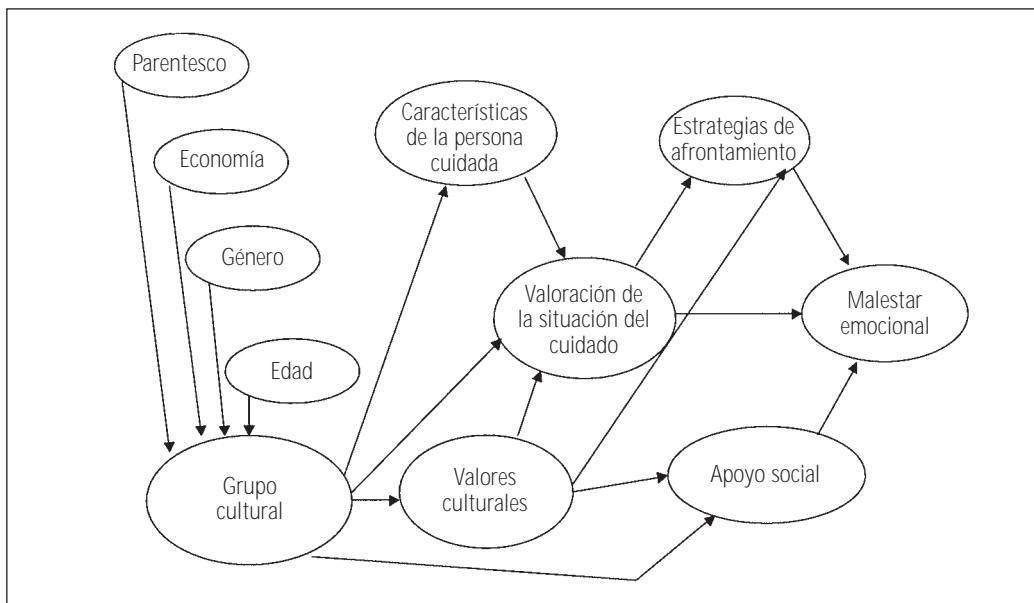 Parentesco
Economía
Género
Edad
Grupo
cultural
Características
de la persona
cuidada
Valoración de
la situación del
cuidado
Valores
culturales
Estrategias de
afrontamiento
Apoyo social
Malestar
emocional